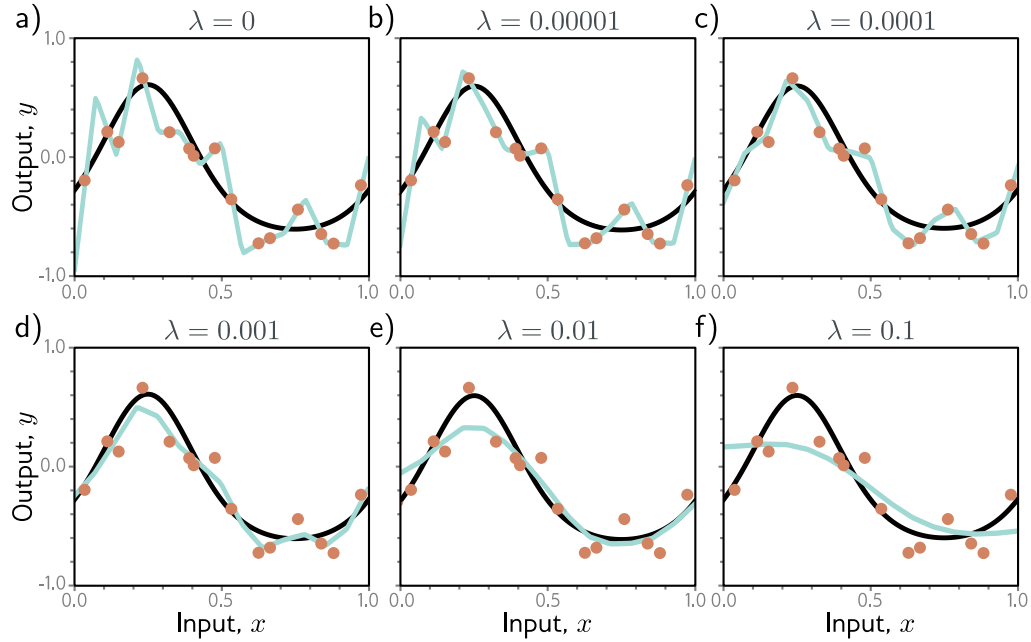 a) λ = 0
b) λ = 0.00001
c) λ = 0.0001
1.0
0.0
-1.0
Output, y
0.0 0.5 1.0
0.0 0.5 1.0
0.0 0.5 1.0
d) λ = 0.001
e) λ = 0.01
f) λ = 0.1
1.0
0.0
-1.0
Output, y
0.0 0.5 1.0
0.0 0.5 1.0
0.0 0.5 1.0
Input, x
Input, x
Input, x